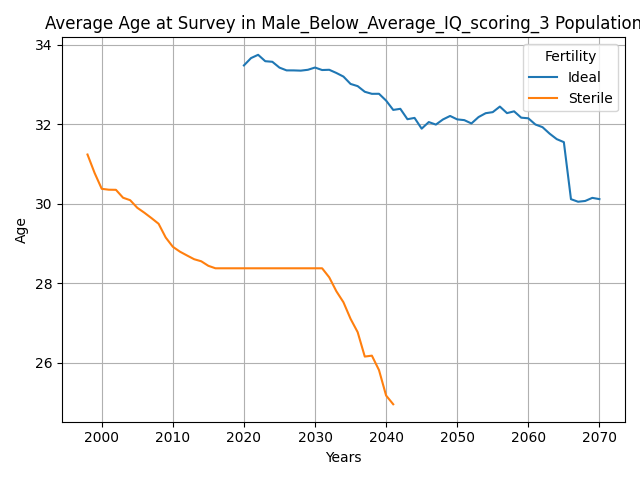 Average Age at Survey in Male_Below_Average_IQ_scoring_3 Population
Fertility
Ideal
Sterile
34
32
30
28
26
Age
2000 2010 2020 2030 2040 2050 2060 2070
Years